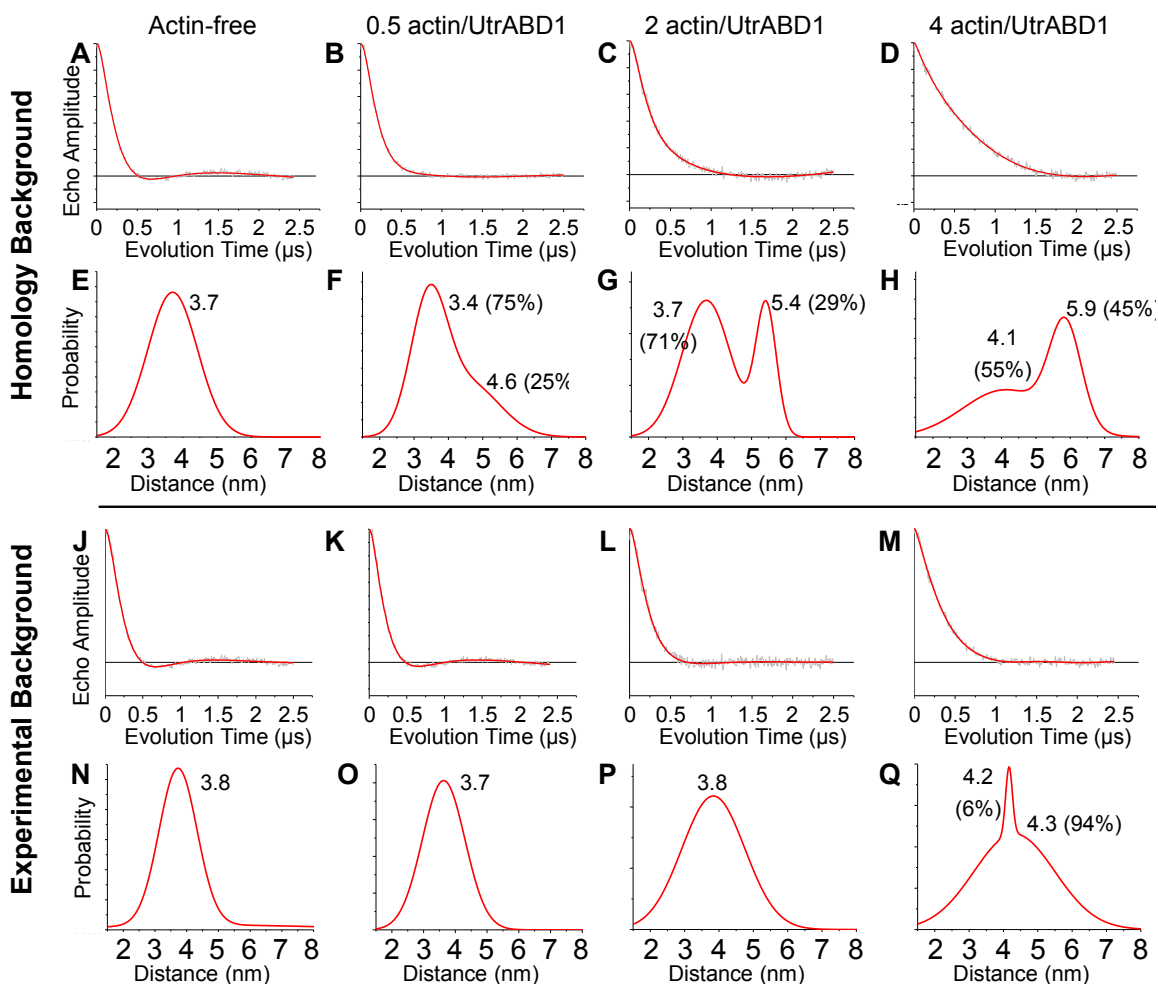 Actin-free 0.5 actin/UtrABD1 2 actin/UtrABD1 4 actin/UtrABD1
Homology Background
A B C D
Echo Amplitude
0 0.5 1 1.5 2 2.5 0 0.5 1 1.5 2 2.5 0 0.5 1 1.5 2 2.5 0 0.5 1 1.5 2 2.5
Evolution Time (µs) Evolution Time (µs) Evolution Time (µs) Evolution Time (µs)
E F G H
3.7
3.4 (75%)
4.6 (25%
3.7
(71%)
5.4 (29%)
4.1
(55%)
5.9 (45%)
Probability
2 3 4 5 6 7 8 2 3 4 5 6 7 8 2 3 4 5 6 7 8 2 3 4 5 6 7 8
Distance (nm) Distance (nm) Distance (nm) Distance (nm)
Experimental Background
J K L M
Echo Amplitude
0 0.5 1 1.5 2 2.5 0 0.5 1 1.5 2 2.5 0 0.5 1 1.5 2 2.5 0 0.5 1 1.5 2 2.5
Evolution Time (µs) Evolution Time (µs) Evolution Time (µs) Evolution Time (µs)
N O P Q
3.8
3.7
3.8
4.2
(6%)
4.3 (94%)
Probability
2 3 4 5 6 7 8 2 3 4 5 6 7 8 2 3 4 5 6 7 8 2 3 4 5 6 7 8
Distance (nm) Distance (nm) Distance (nm) Distance (nm)